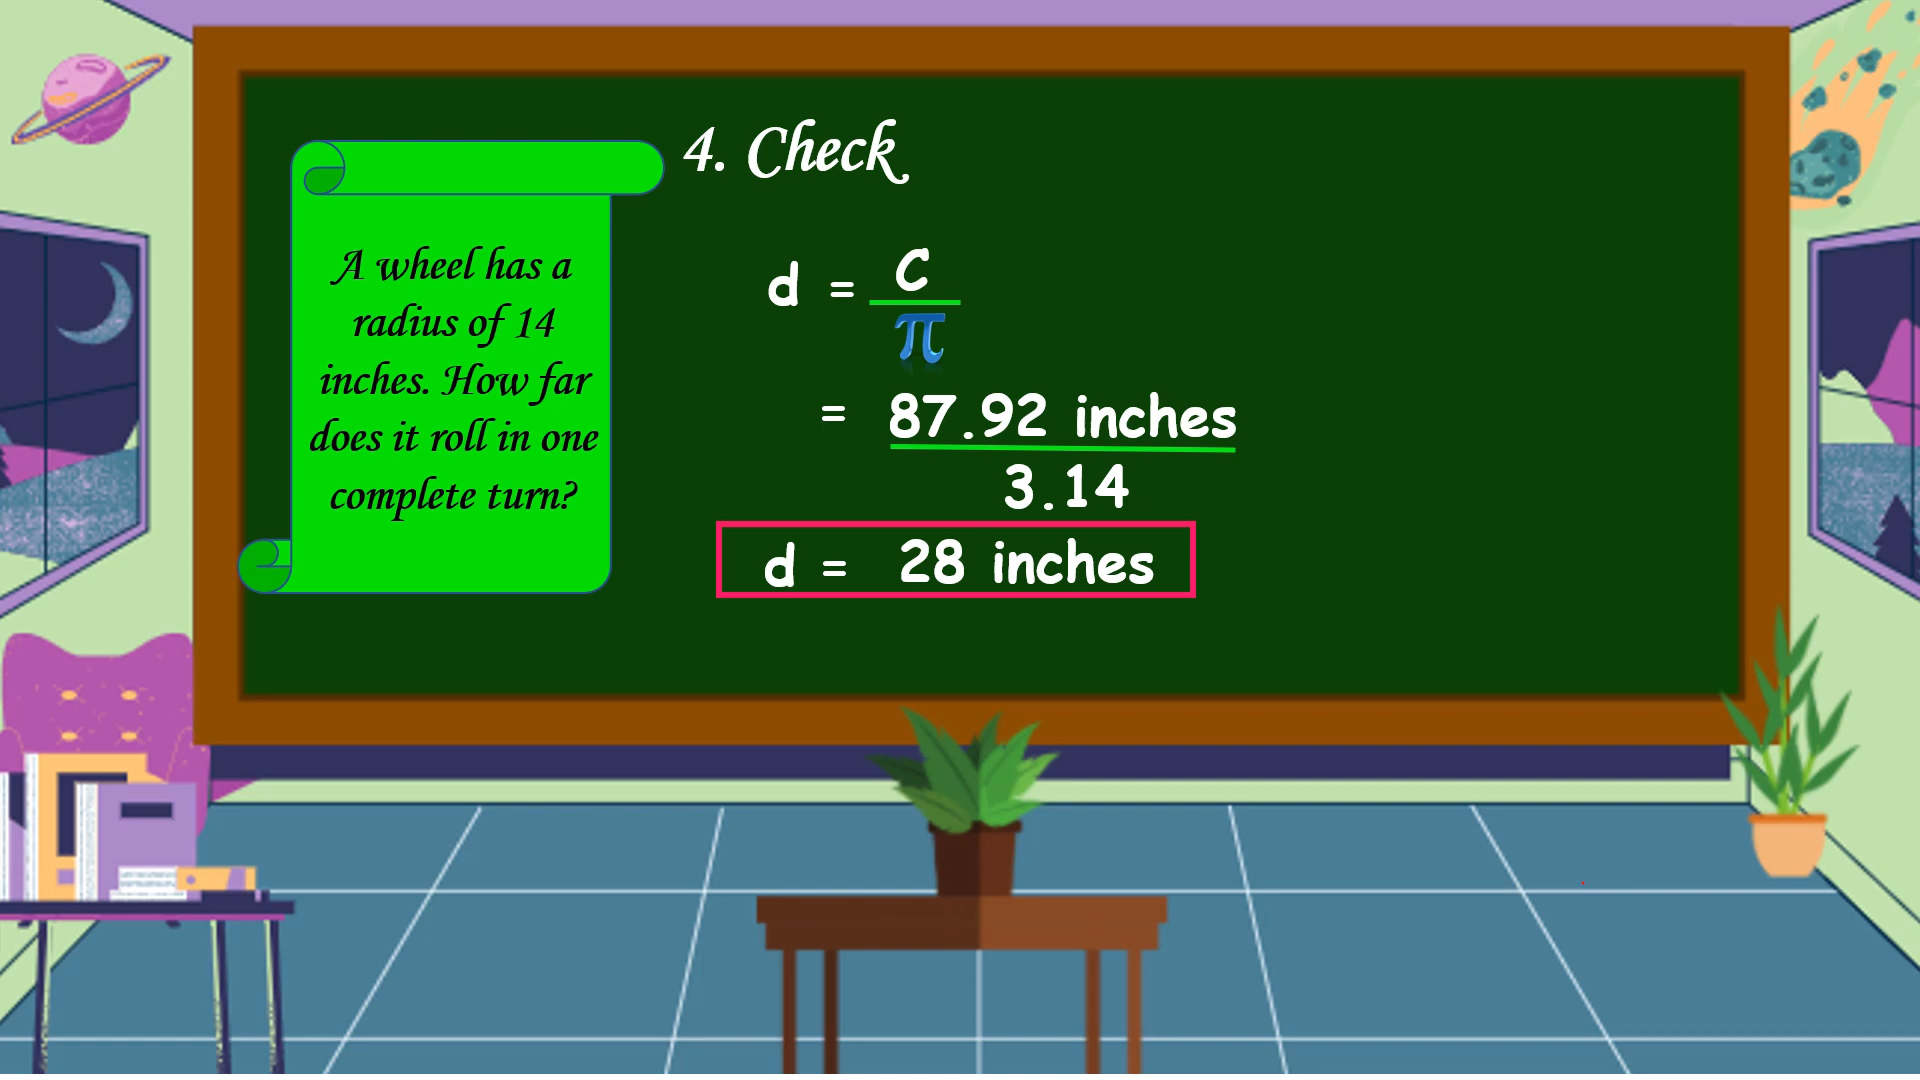 4. Check
A wheel has a
radius of 14
inches. How far
does it roll in one
complete turn?
d = C
π
= 87.92 inches
3.14
d = 28 inches